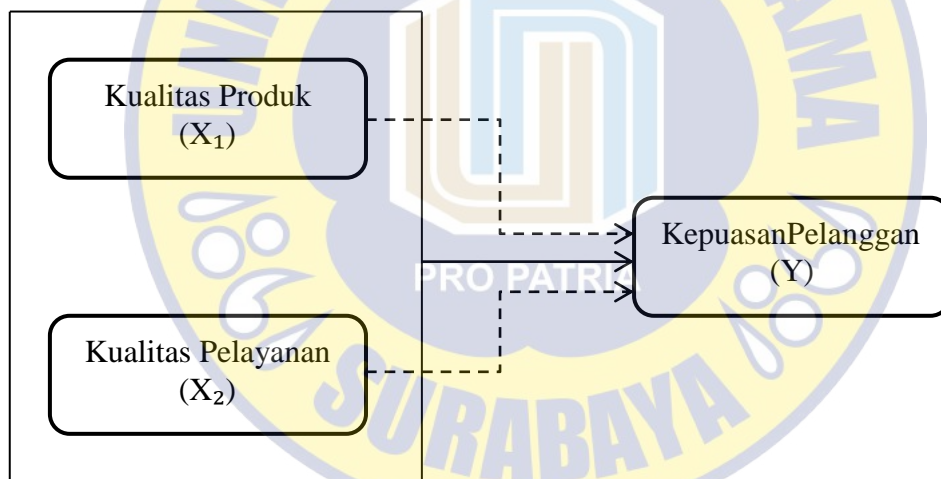 Kualitas Produk
(X₁)
KepuasanPelanggan
(Y)
PRO PATRIA
Kualitas Pelayanan
(X₂)
SURABAYA